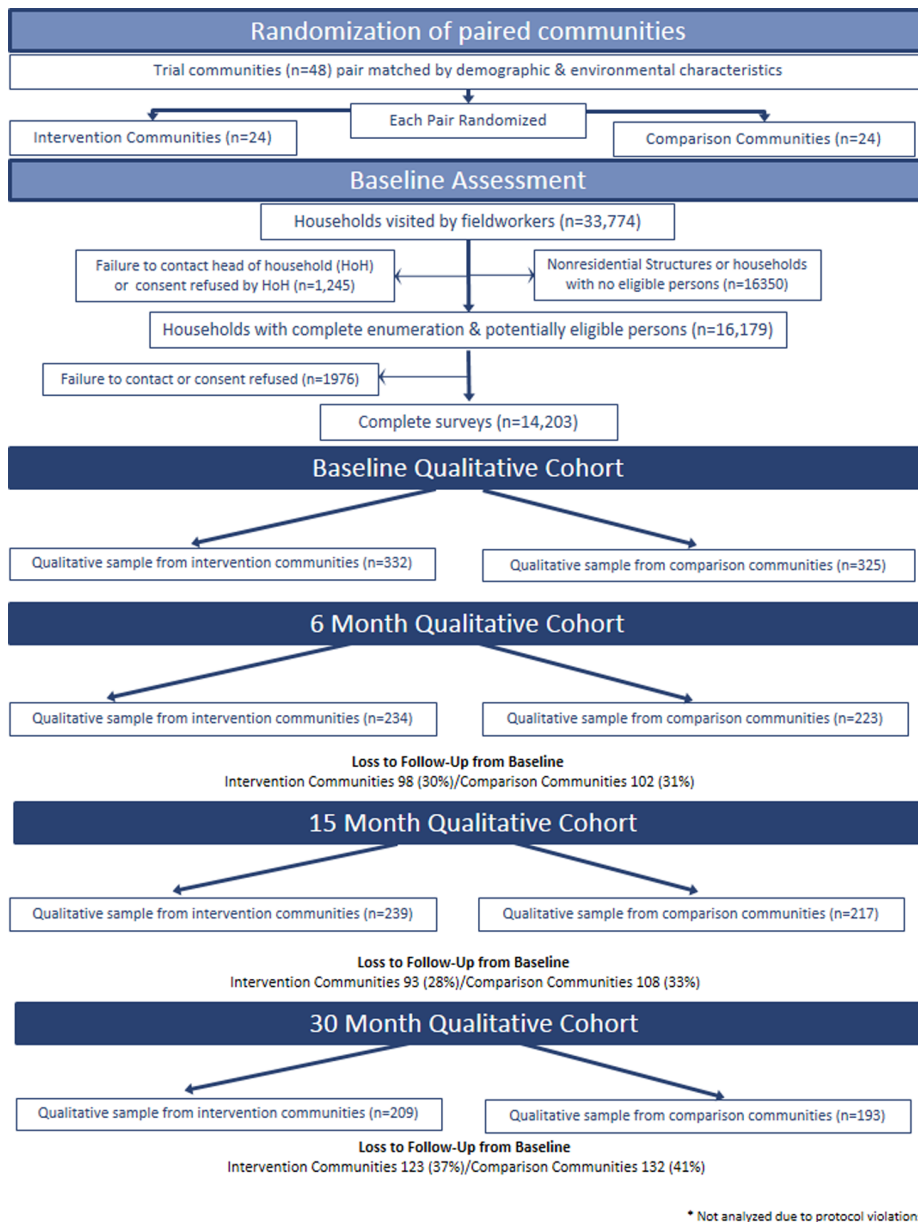 Randomization of paired communities
Trial communities (n=48) pair matched by demographic & environmental characteristics
Each Pair Randomized
Intervention Communities (n=24)
Comparison Communities (n=24)
Baseline Assessment
Households visited by fieldworkers (n=33,774)
Failure to contact head of household (HoH)
or consent refused by HoH (n=1,245)
Nonresidential Structures or households
with no eligible persons (n=16350)
Households with complete enumeration & potentially eligible persons (n=16,179)
Failure to contact or consent refused (n=1976)
Complete surveys (n=14,203)
Baseline Qualitative Cohort
Qualitative sample from intervention communities (n=332)
Qualitative sample from comparison communities (n=325)
6 Month Qualitative Cohort
Qualitative sample from intervention communities (n=234)
Qualitative sample from comparison communities (n=223)
Loss to Follow-Up from Baseline
Intervention Communities 98 (30%)/Comparison Communities 102 (31%)
15 Month Qualitative Cohort
Qualitative sample from intervention communities (n=239)
Qualitative sample from comparison communities (n=217)
Loss to Follow-Up from Baseline
Intervention Communities 93 (28%)/Comparison Communities 108 (33%)
30 Month Qualitative Cohort
Qualitative sample from intervention communities (n=209)
Qualitative sample from comparison communities (n=193)
Loss to Follow-Up from Baseline
Intervention Communities 123 (37%)/Comparison Communities 132 (41%)
* Not analyzed due to protocol violation